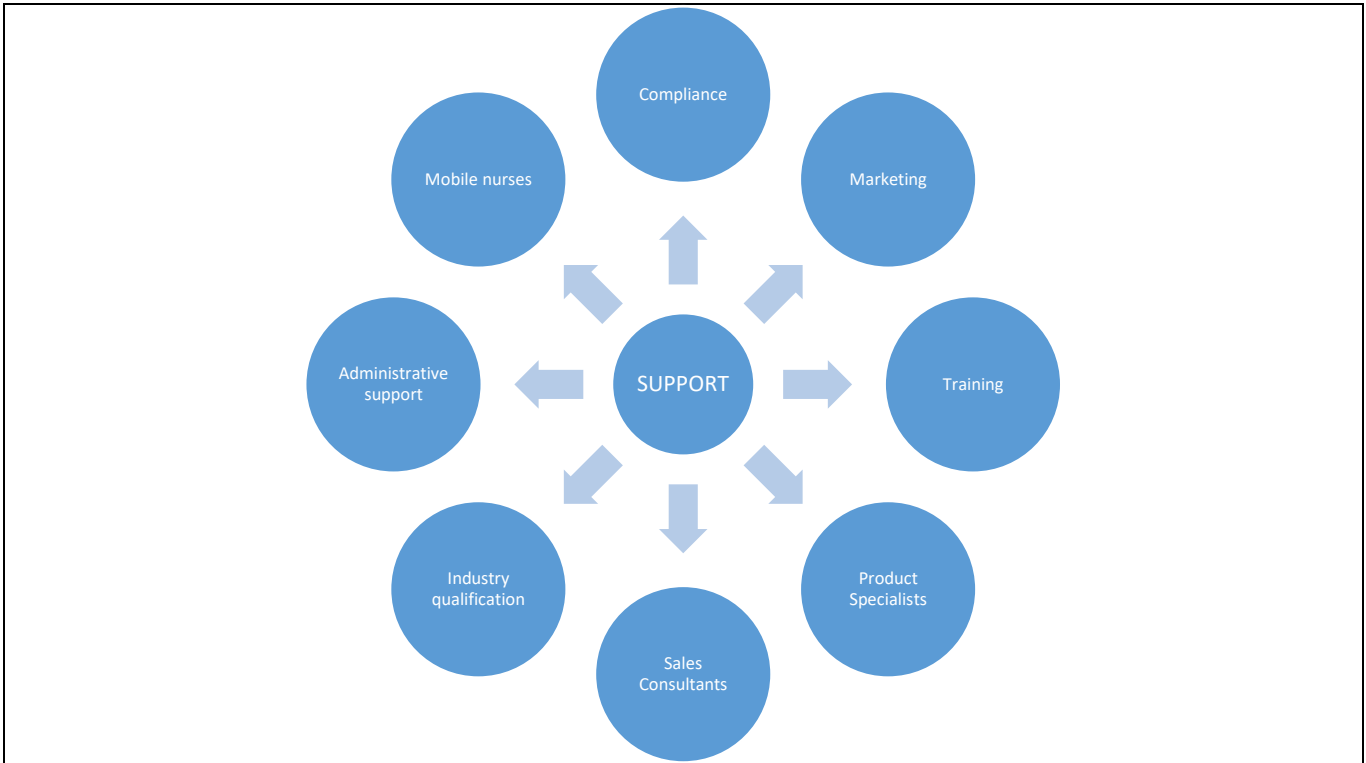 Compliance
Mobile nurses
Marketing
Administrative
support
SUPPORT
Training
Industry
qualification
Product
Specialists
Sales
Consultants